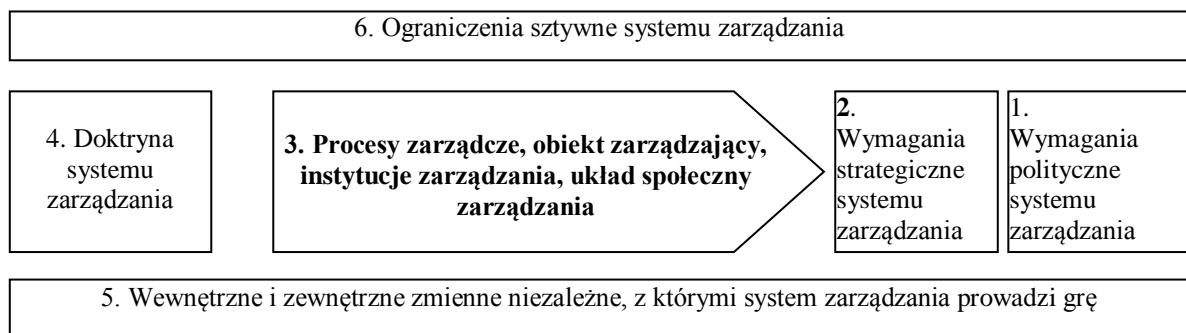 6. Ograniczenia sztywne systemu zarządzania
4. Doktryna
systemu
zarządzania
3. Procesy zarządcze, obiekt zarządzający,
instytucje zarządzania, układ społeczny
zarządzania
2.
Wymagania
strategiczne
systemu
zarządzania
1.
Wymagania
polityczne
systemu
zarządzania
5. Wewnętrzne i zewnętrzne zmienne niezależne, z którymi system zarządzania prowadzi grę